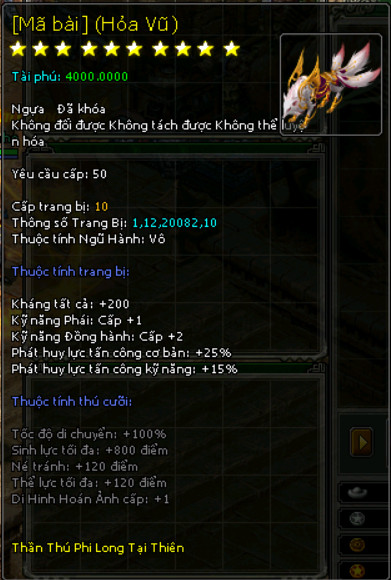 [Mã bài] (Hỏa Vũ)
Tài phú: 4000.0000
Ngựa Đã khóa
Không đổi được Không tách được Không thể luyệ
n hóa
Yêu cầu cấp: 50
Cấp trang bị: 10
Thông số Trang Bị: 1,12,20082,10
Thuộc tính Ngũ Hành: Vô
Thuộc tính trang bị:
Kháng tất cả: +200
Kỹ năng Phái: Cấp +1
Kỹ năng Đồng hành: Cấp +2
Phát huy lực tấn công cơ bản: +25%
Phát huy lực tấn công kỹ năng: +15%
Thuộc tính thú cưỡi:
Tốc độ di chuyển: +100%
Sinh lực tối đa: +800 điểm
Né tránh: +120 điểm
Thể lực tối đa: +120 điểm
Di Hình Hoán Ảnh cấp: +1
Thần Thú Phi Long Tại Thiên